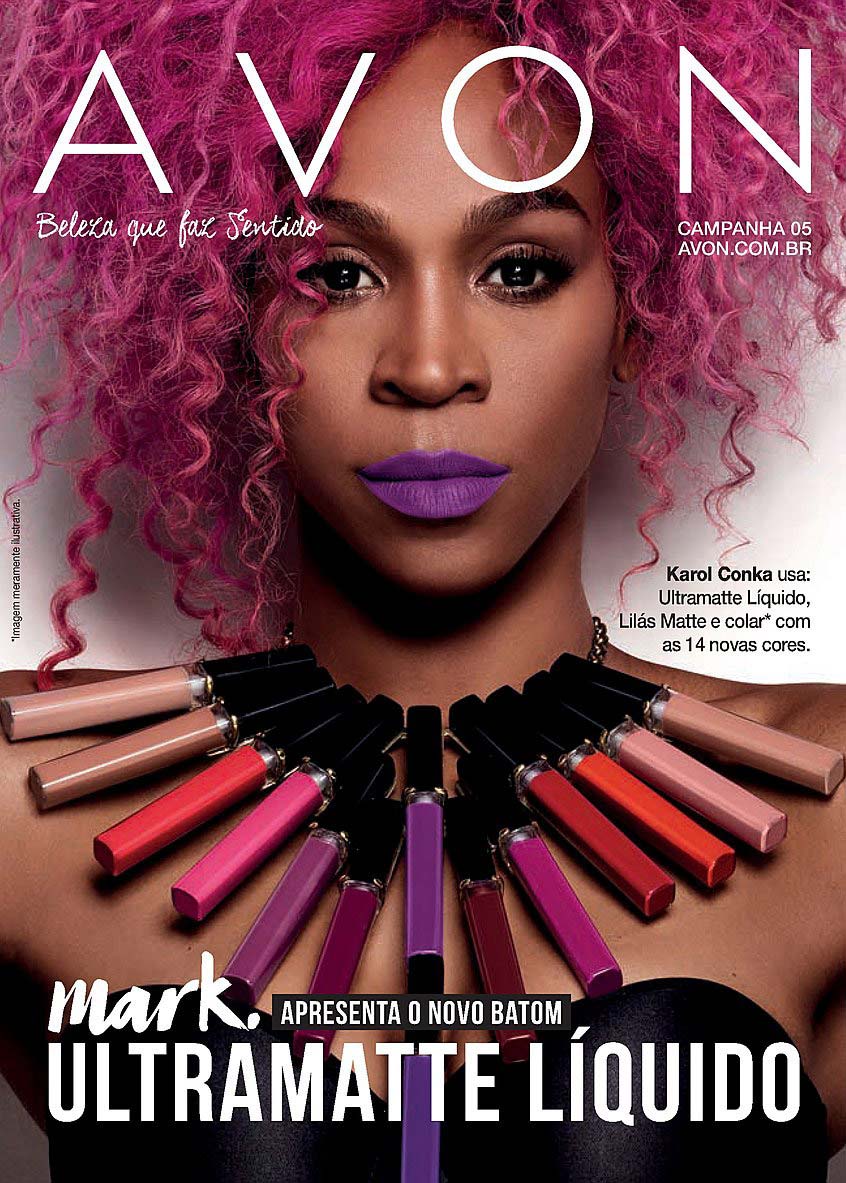 AVON
Beleza que faz Sentido
CAMPANHA 05
AVON.COM.BR
*Imagem meramente ilustrativa.
Karol Conka usa:
Ultramatte Líquido,
Lilás Matte e colar* com
as 14 novas cores.
mark. APRESENTA O NOVO BATOM
ULTRAMATTE LÍQUIDO